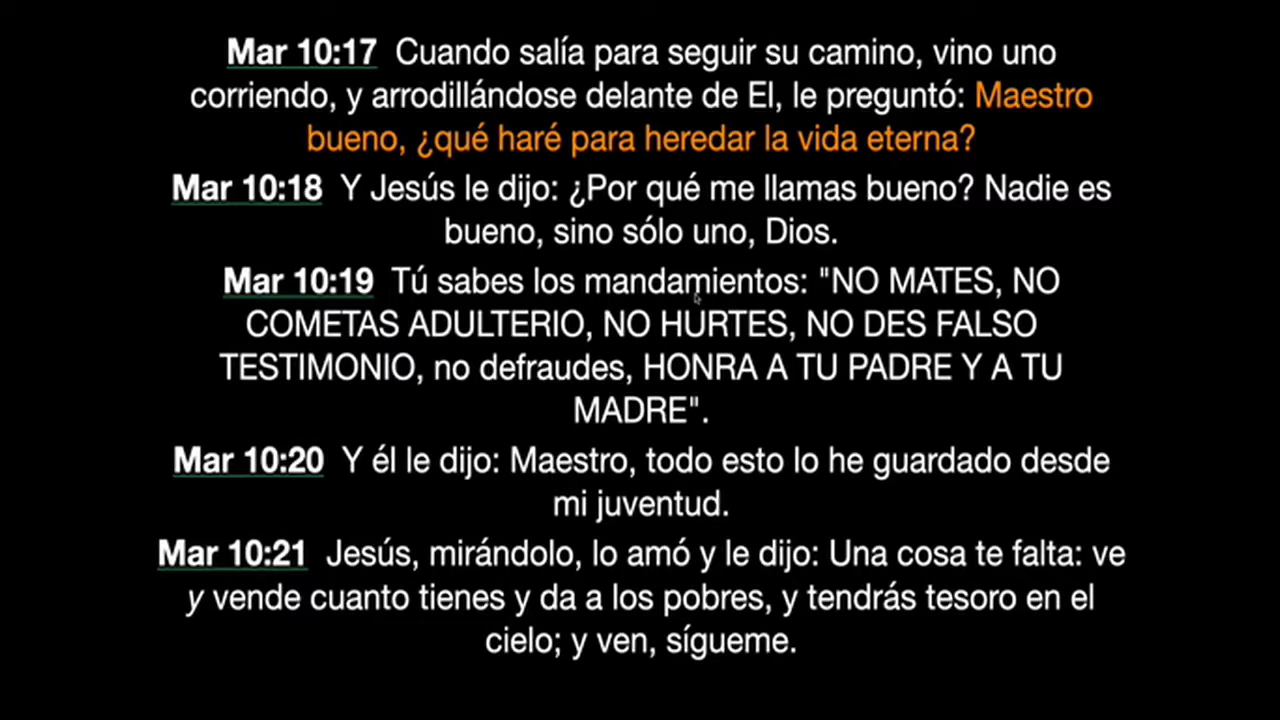 Mar 10:17 Cuando salía para seguir su camino, vino uno
corriendo, y arrodillándose delante de El, le preguntó: Maestro
bueno, ¿qué haré para heredar la vida eterna?
Mar 10:18 Y Jesús le dijo: ¿Por qué me llamas bueno? Nadie es
bueno, sino sólo uno, Dios.
Mar 10:19 Tú sabes los mandamientos: "NO MATES, NO
COMETAS ADULTERIO, NO HURTES, NO DES FALSO
TESTIMONIO, no defraudes, HONRA A TU PADRE Y A TU
MADRE".
Mar 10:20 Y él le dijo: Maestro, todo esto lo he guardado desde
mi juventud.
Mar 10:21 Jesús, mirándolo, lo amó y le dijo: Una cosa te falta: ve
y vende cuanto tienes y da a los pobres, y tendrás tesoro en el
cielo; y ven, sígueme.